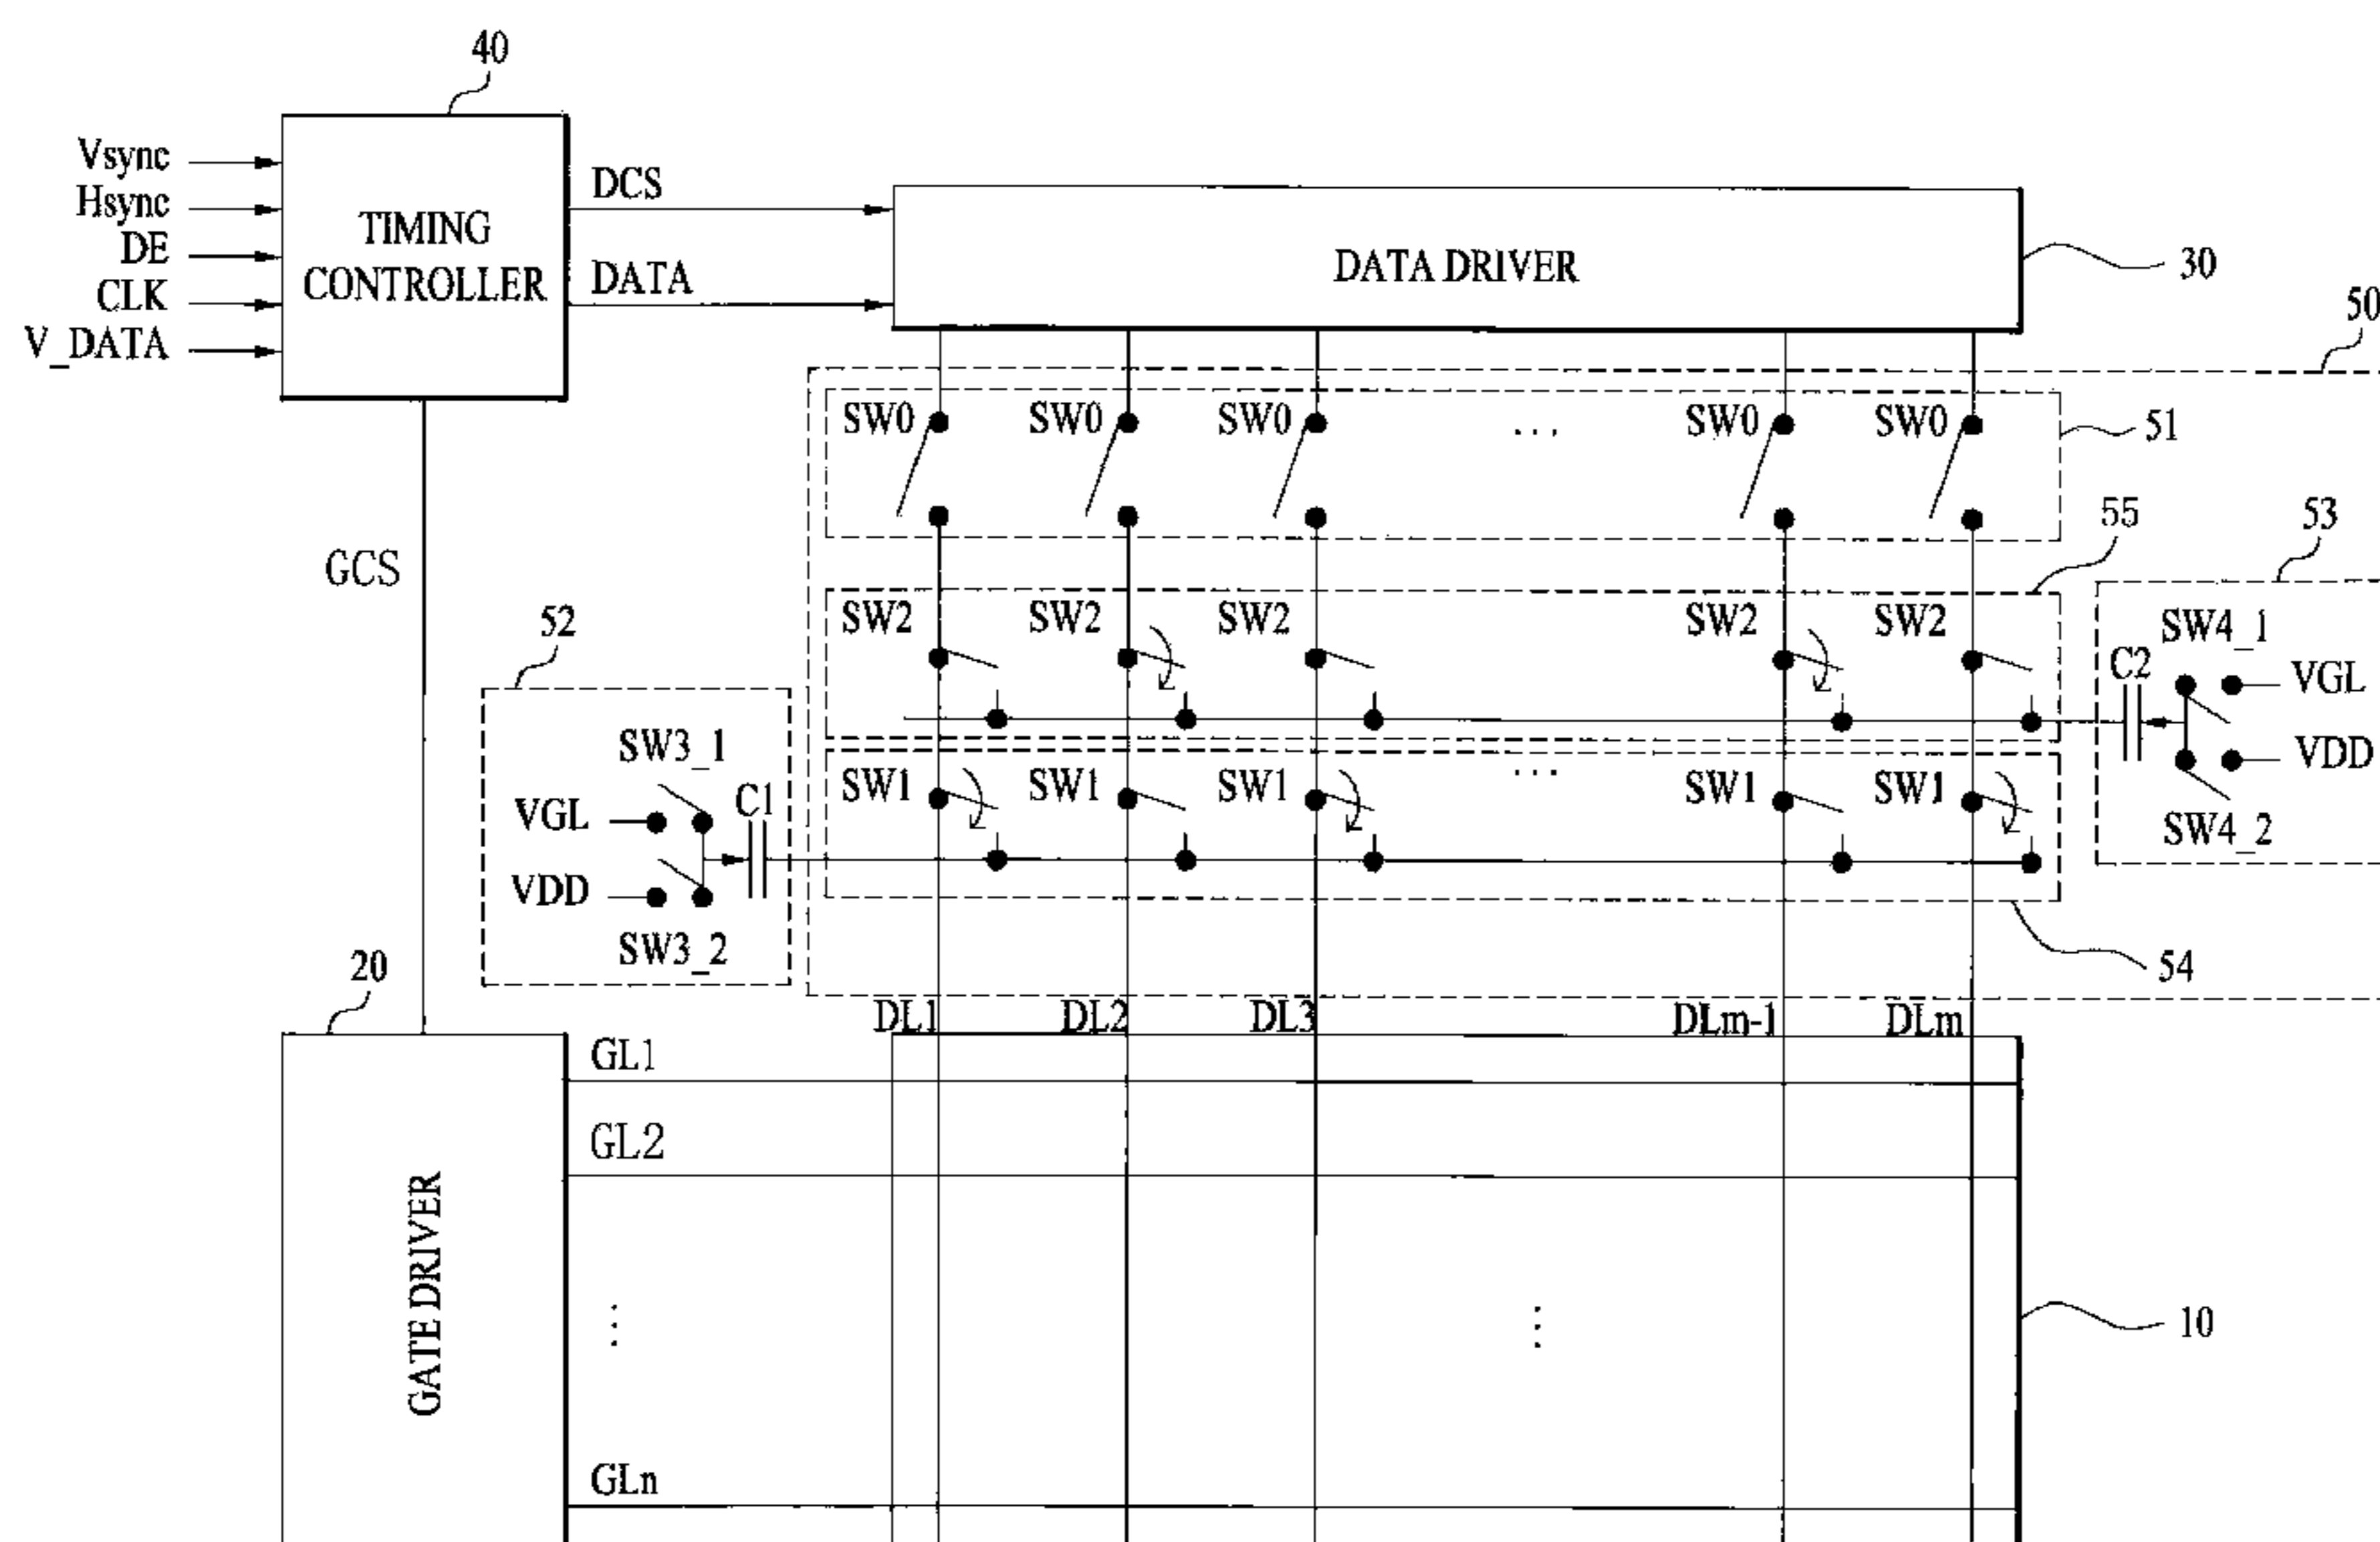 40
Vsync
Hsync
DE
CLK
V_DATA
TIMING
CONTROLLER
DCS
DATA
DATA DRIVER
30
50
SW0 SW0 SW0 ... SW0 SW0
51
GCS
55
53
SW2 SW2 SW2 SW2 SW2
52
SW4_1
C2
VGL
VDD
SW4_2
SW3_1
C1
VGL
VDD
SW3_2
SW1 SW1 SW1 ... SW1 SW1
54
20
DL1 DL2 DL3 DLm-1 DLm
GL1
GL2
GATE DRIVER
10
GLn